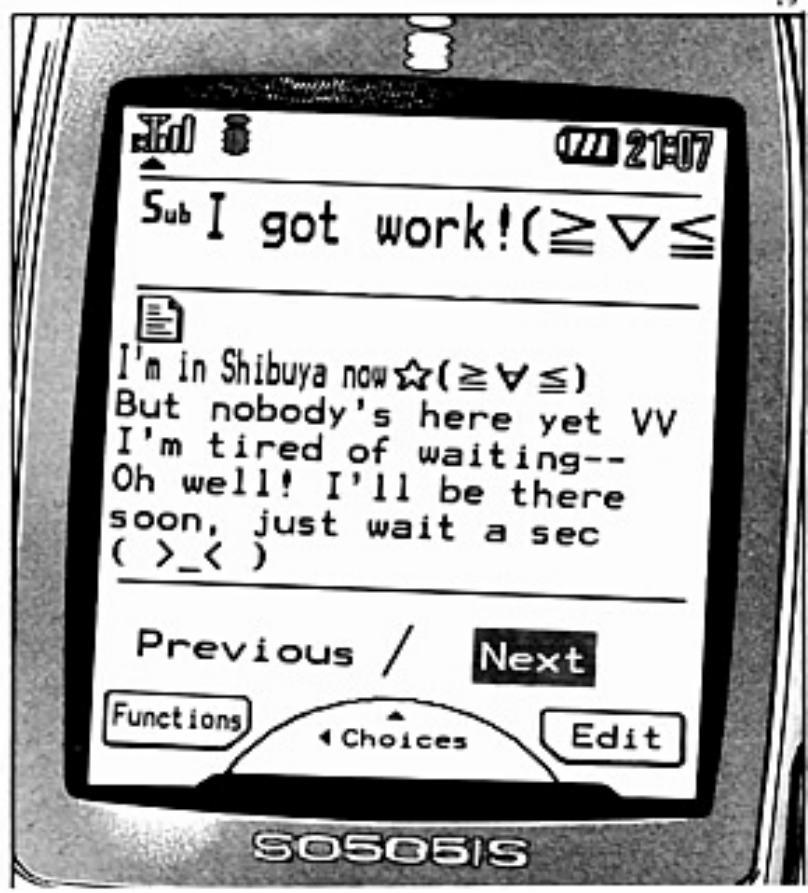 21:07
Sub I got work!(≧▽≦
I'm in Shibuya now☆(≧∀≦)
But nobody's here yet VV
I'm tired of waiting--
Oh well! I'll be there
soon, just wait a sec
( >_< )
Previous / Next
Functions
◀Choices
Edit
SO505iS